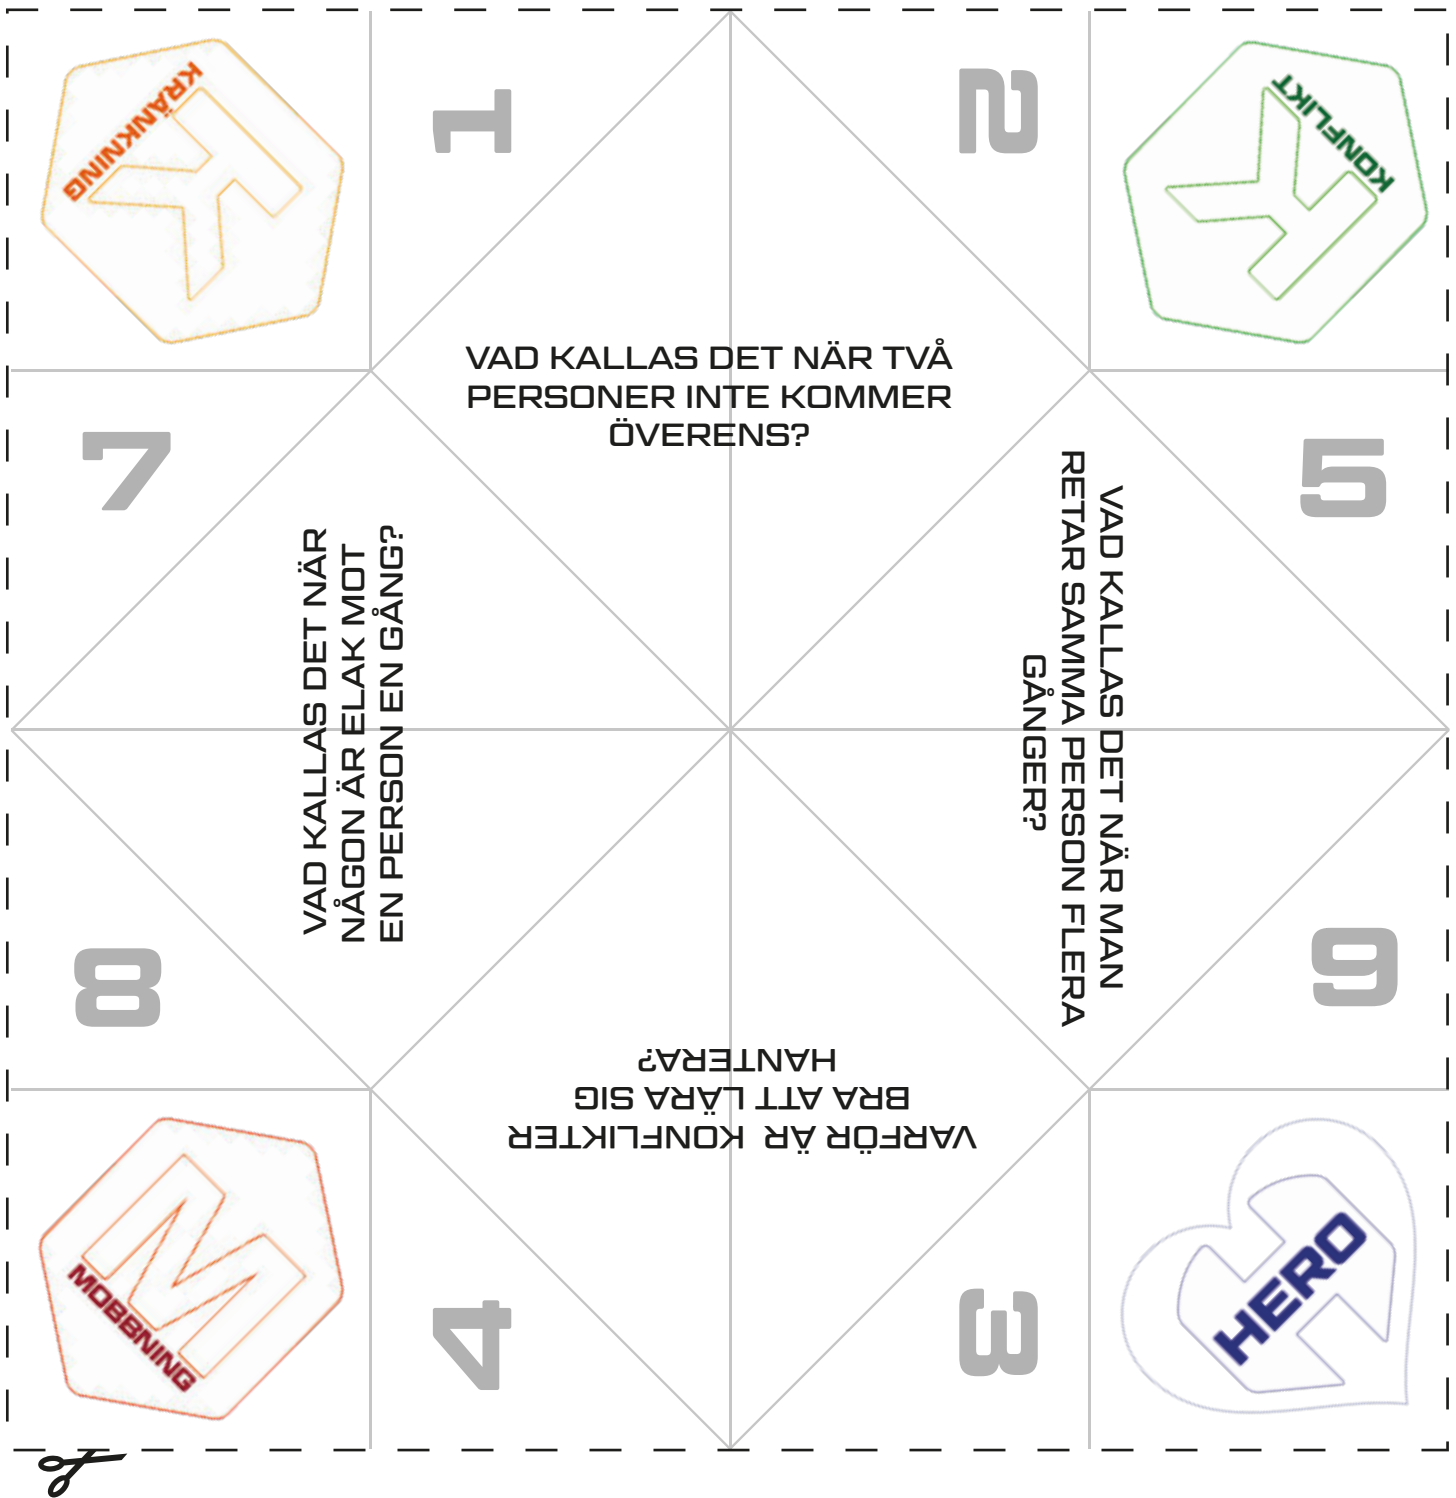 KRÄNKNING
K
1
2
KONFLIKT
K
VAD KALLAS DET NÄR TVÅ
PERSONER INTE KOMMER
ÖVERENS?
7
5
VAD KALLAS DET NÄR
NÅGON ÄR ELAK MOT
EN PERSON EN GÅNG?
VAD KALLAS DET NÄR MAN
RETAR SAMMA PERSON FLERA
GÅNGER?
8
9
VARFÖR ÄR KONFLIKTER
BRA ATT LÄRA SIG
HANTERA?
M
MOBBNING
4
3
HERO